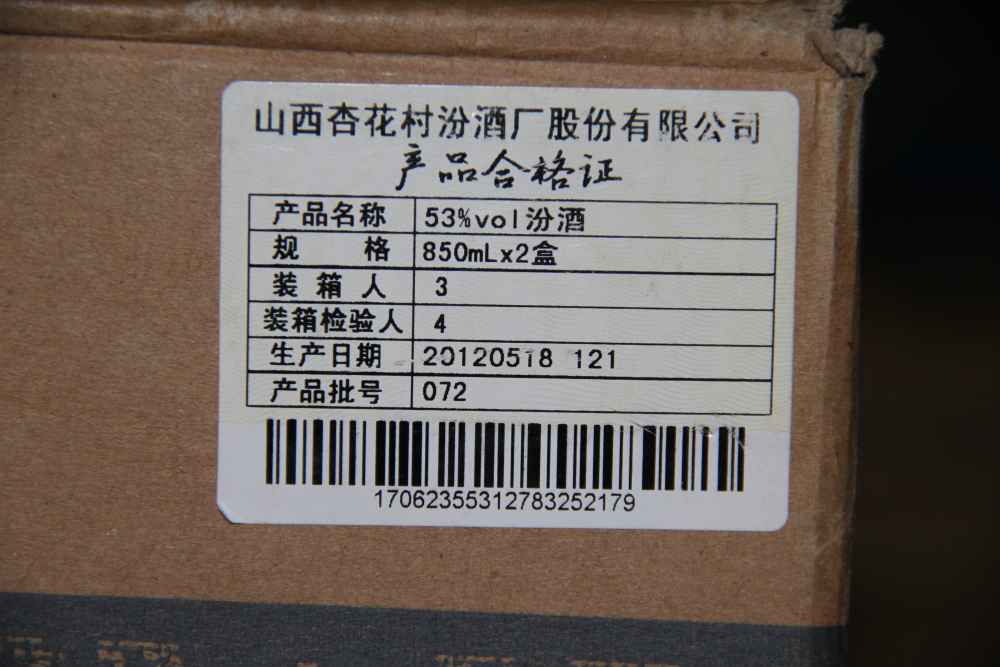 山西杏花村汾酒厂股份有限公司
产品合格证
产品名称 53%vol汾酒
规 格 850mLx2盒
装 箱 人 3
装箱检验人 4
生产日期 20120518 121
产品批号 072
17062355312783252179